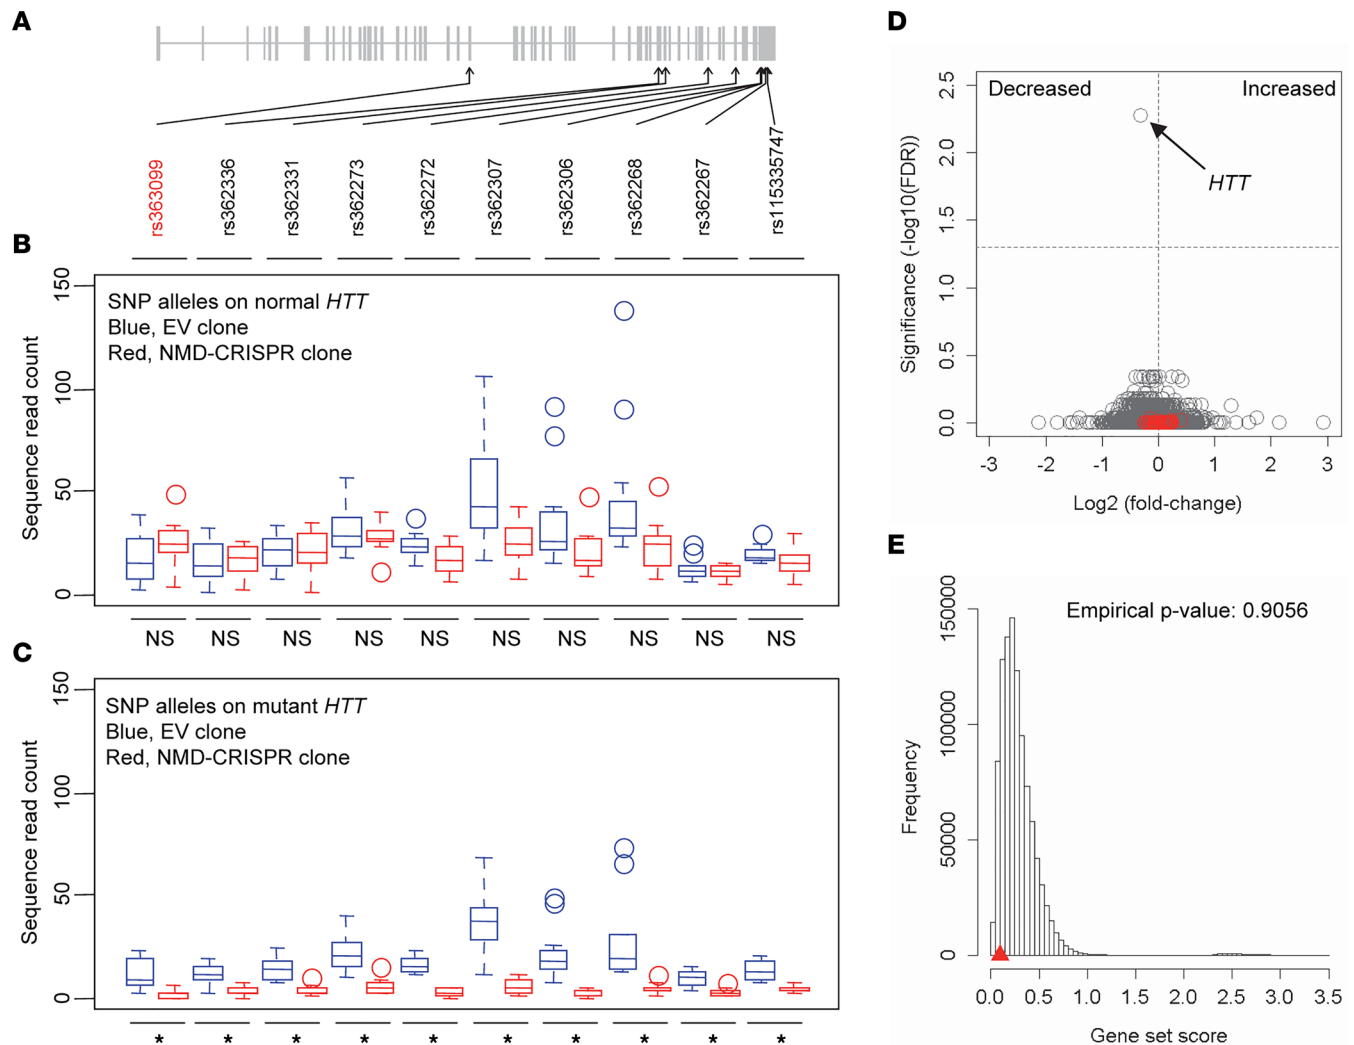 A
rs363099
rs362336
rs362331
rs362273
rs362272
rs362307
rs362306
rs362268
rs362267
rs115335747
B
Sequence read count
150
100
50
0
SNP alleles on normal HTT
Blue, EV clone
Red, NMD-CRISPR clone
NS NS NS NS NS NS NS NS NS NS
C
Sequence read count
150
100
50
0
SNP alleles on mutant HTT
Blue, EV clone
Red, NMD-CRISPR clone
* * * * * * * * * *
D
Significance (-log10(FDR))
2.5
2.0
1.5
1.0
0.5
0.0
Decreased Increased
HTT
-3 -2 -1 0 1 2 3
Log2 (fold-change)
E
Frequency
150000
100000
50000
0
Empirical p-value: 0.9056
0.0 0.5 1.0 1.5 2.0 2.5 3.0 3.5
Gene set score